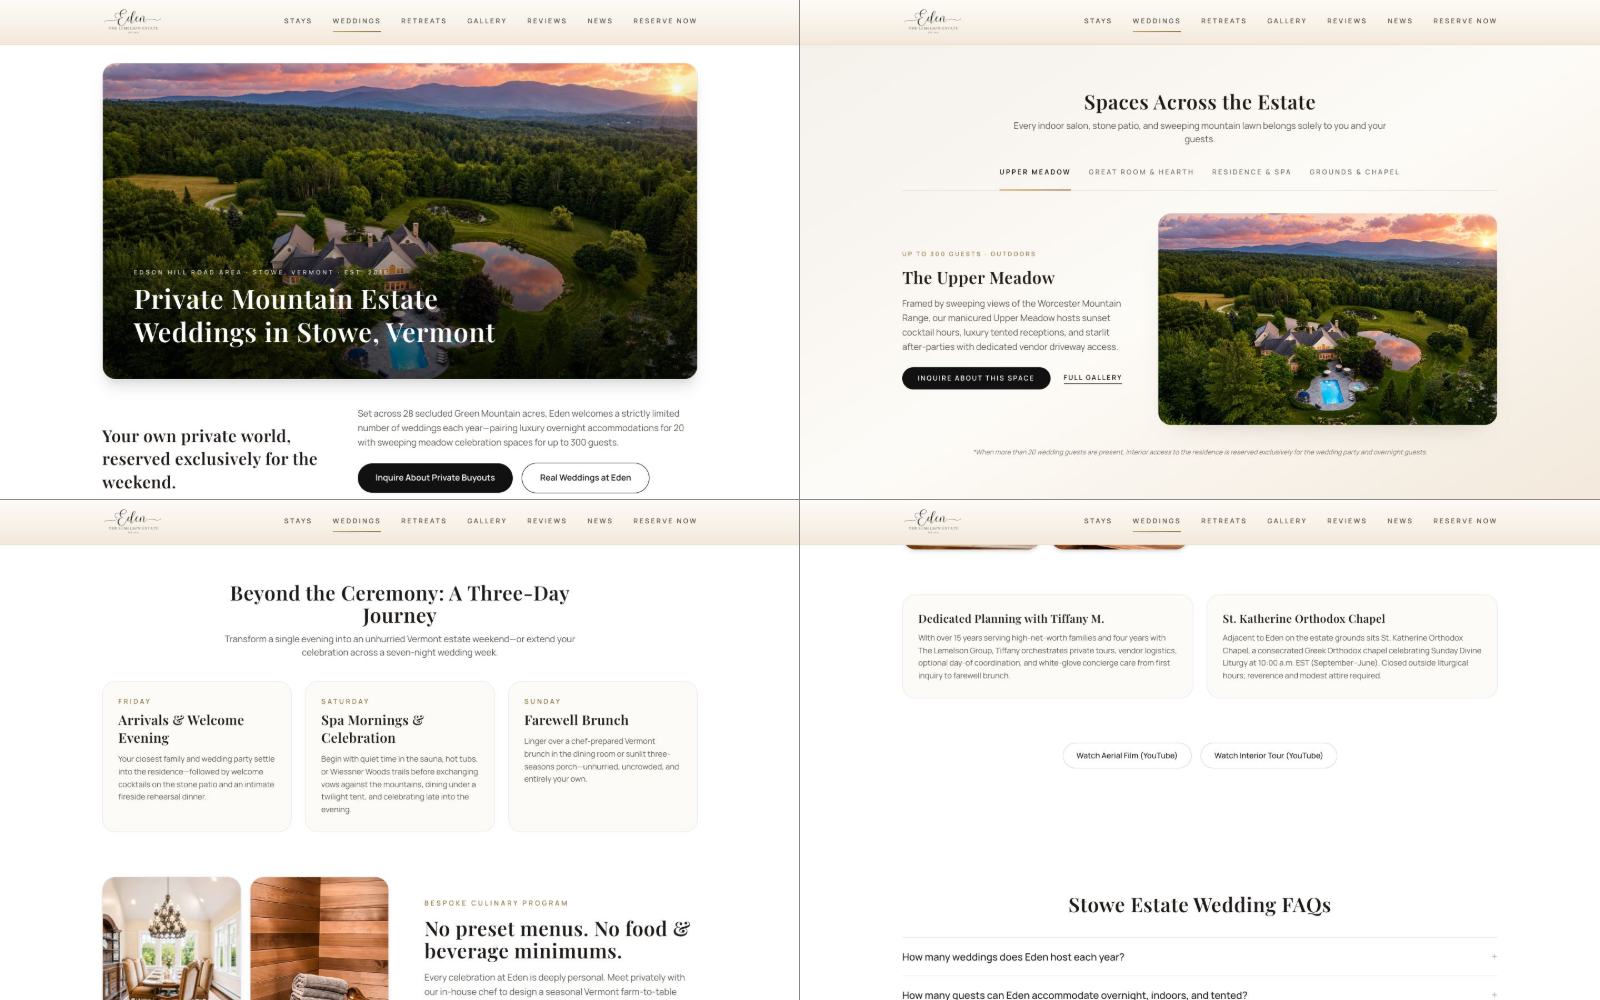 Eden
THE LEMELSON ESTATE
STAYS WEDDINGS RETREATS GALLERY REVIEWS NEWS RESERVE NOW
EDSON HILL ROAD AREA · STOWE, VERMONT · EST.
Private Mountain Estate
Weddings in Stowe, Vermont
Your own private world,
reserved exclusively for the
weekend.
Set across 28 secluded Green Mountain acres, Eden welcomes a strictly limited
number of weddings each year—pairing luxury overnight accommodations for 20
with sweeping meadow celebration spaces for up to 300 guests.
Inquire About Private Buyouts
Real Weddings at Eden
Eden
THE LEMELSON ESTATE
STAYS WEDDINGS RETREATS GALLERY REVIEWS NEWS RESERVE NOW
Spaces Across the Estate
Every indoor salon, stone patio, and sweeping mountain lawn belongs solely to you and your
guests.
UPPER MEADOW GREAT ROOM & HEARTH RESIDENCE & SPA GROUNDS & CHAPEL
UP TO 300 GUESTS · OUTDOORS
The Upper Meadow
Framed by sweeping views of the Worcester Mountain
Range, our manicured Upper Meadow hosts sunset
cocktail hours, luxury tented receptions, and starlit
after-parties with dedicated vendor driveway access.
INQUIRE ABOUT THIS SPACE
FULL GALLERY
*When more than 20 wedding guests are present, interior access to the residence is reserved exclusively for the wedding party and overnight guests.
Eden
THE LEMELSON ESTATE
STAYS WEDDINGS RETREATS GALLERY REVIEWS NEWS RESERVE NOW
Beyond the Ceremony: A Three-Day
Journey
Transform a single evening into an unhurried Vermont estate weekend—or extend your
celebration across a seven-night wedding week.
FRIDAY
Arrivals & Welcome
Evening
Your closest family and wedding party settle
into the residence—followed by welcome
cocktails on the stone patio and an intimate
fireside rehearsal dinner.
SATURDAY
Spa Mornings &
Celebration
Begin with quiet time in the sauna, hot tubs,
or Wiessner Woods trails before exchanging
vows against the mountains, dining under a
twilight tent, and celebrating late into the
evening.
SUNDAY
Farewell Brunch
Linger over a chef-prepared Vermont
brunch in the dining room or sunlit three-
seasons porch—unhurried, uncrowded, and
entirely your own.
BESPOKE CULINARY PROGRAM
No preset menus. No food &
beverage minimums.
Every celebration at Eden is deeply personal. Meet privately with
our in-house chef to design a seasonal Vermont farm-to-table
Eden
THE LEMELSON ESTATE
STAYS WEDDINGS RETREATS GALLERY REVIEWS NEWS RESERVE NOW
Dedicated Planning with Tiffany M.
With over 15 years serving high-net-worth families and four years with
The Lemelson Group, Tiffany orchestrates private tours, vendor logistics,
optional day-of coordination, and white-glove concierge care from first
inquiry to farewell brunch.
St. Katherine Orthodox Chapel
Adjacent to Eden on the estate grounds sits St. Katherine Orthodox
Chapel, a consecrated Greek Orthodox chapel celebrating Sunday Divine
Liturgy at 10:00 a.m. EST (September–June). Closed outside liturgical
hours; reverence and modest attire required.
Watch Aerial Film (YouTube)
Watch Interior Tour (YouTube)
Stowe Estate Wedding FAQs
How many weddings does Eden host each year? +
How many guests can Eden accommodate overnight, indoors, and tented? +